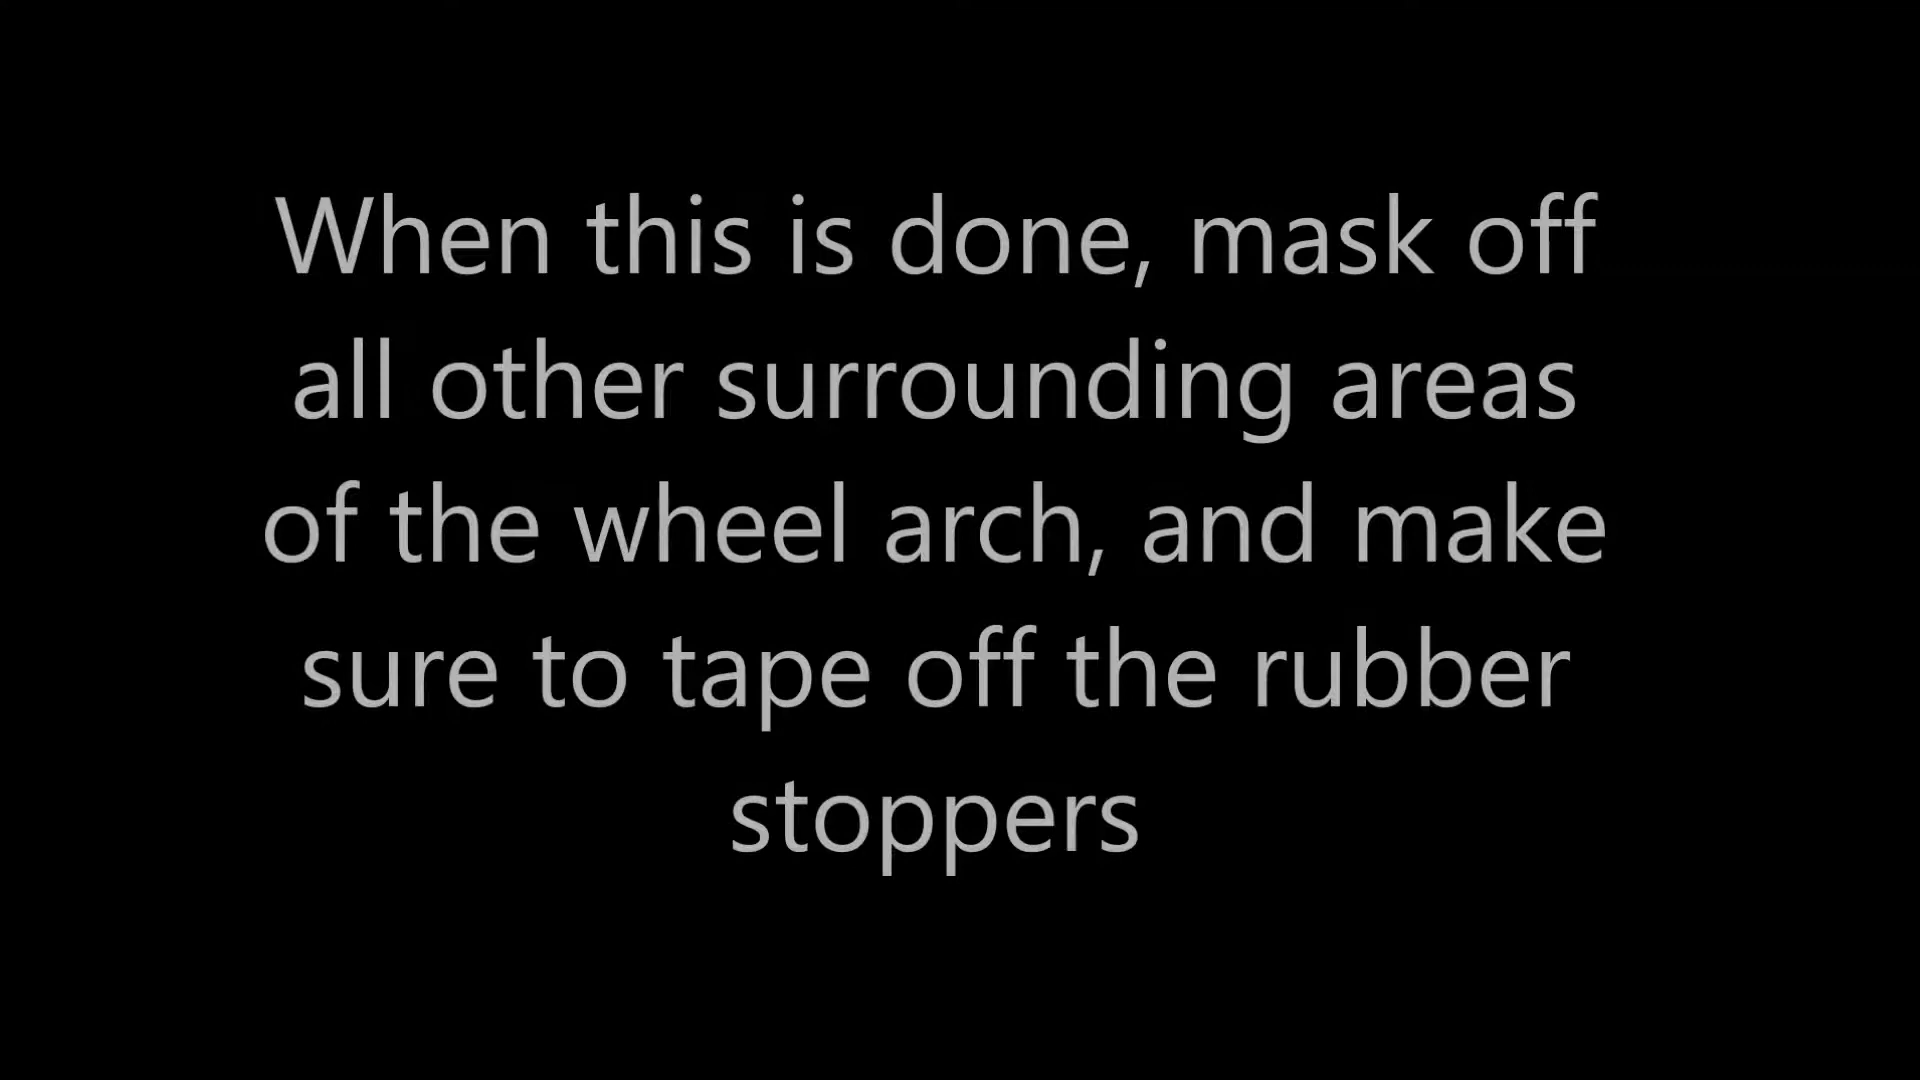 When this is done, mask off
all other surrounding areas
of the wheel arch, and make
sure to tape off the rubber
stoppers